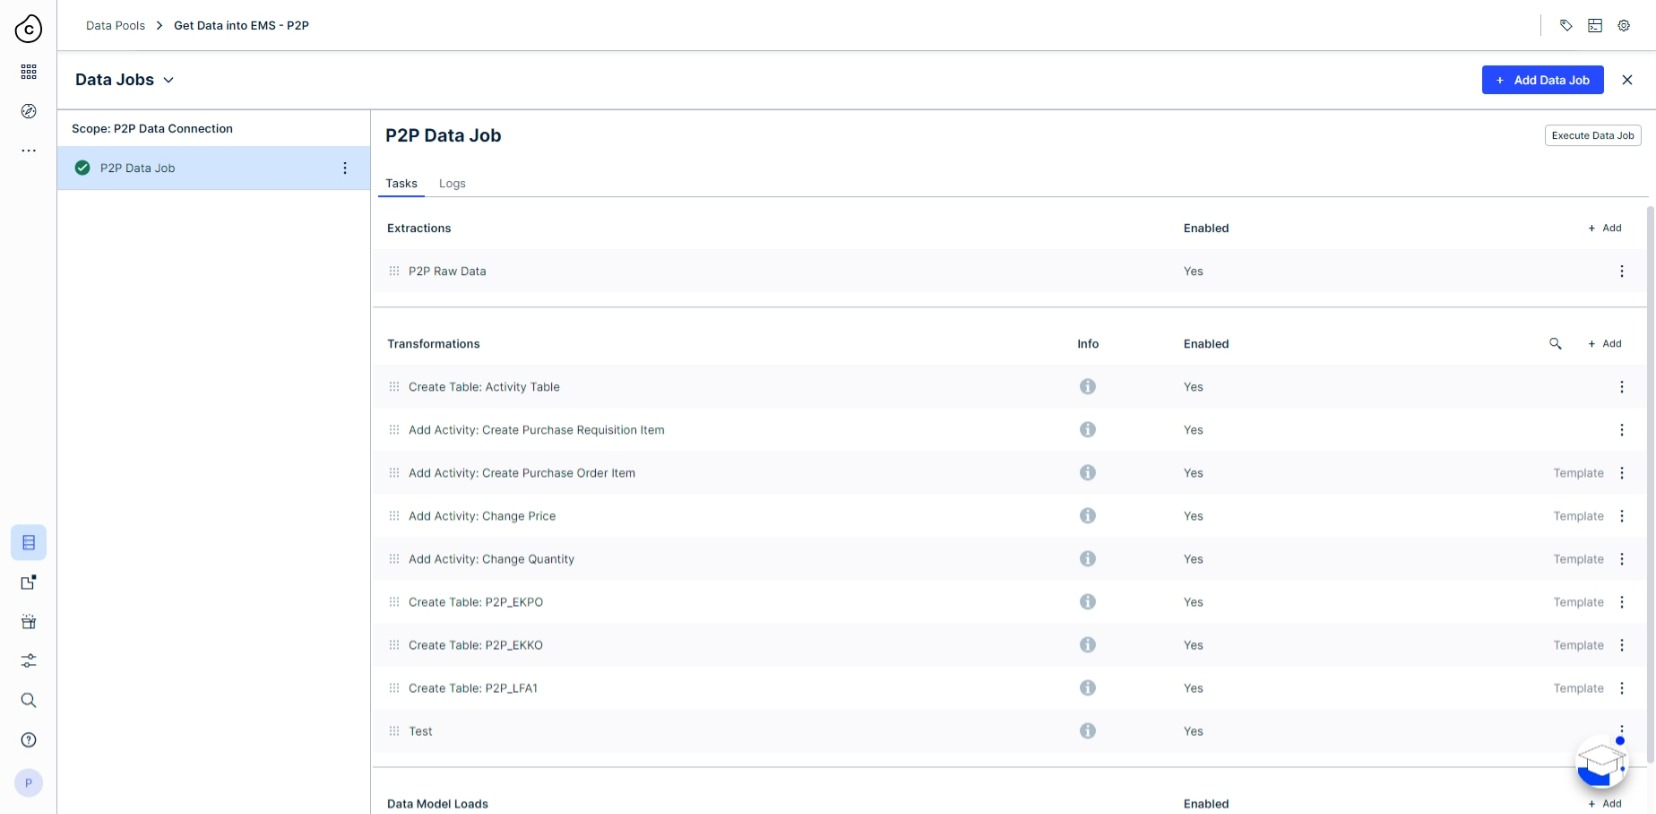 C
Data Pools > Get Data into EMS - P2P
Data Jobs
+ Add Data Job
Scope: P2P Data Connection
P2P Data Job
P2P Data Job
Execute Data Job
Tasks Logs
Extractions Enabled + Add
P2P Raw Data Yes
Transformations Info Enabled + Add
Create Table: Activity Table Yes
Add Activity: Create Purchase Requisition Item Yes
Add Activity: Create Purchase Order Item Yes Template
Add Activity: Change Price Yes Template
Add Activity: Change Quantity Yes Template
Create Table: P2P_EKPO Yes Template
Create Table: P2P_EKKO Yes Template
Create Table: P2P_LFA1 Yes Template
Test Yes
Data Model Loads Enabled + Add
P